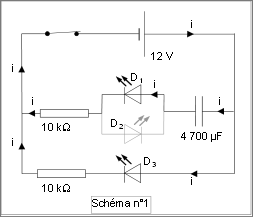 i
i
12 V
i
D₁
i
i
i
i
D₂
10 kΩ
4 700 µF
i
D₃
i
10 kΩ
Schéma n°1